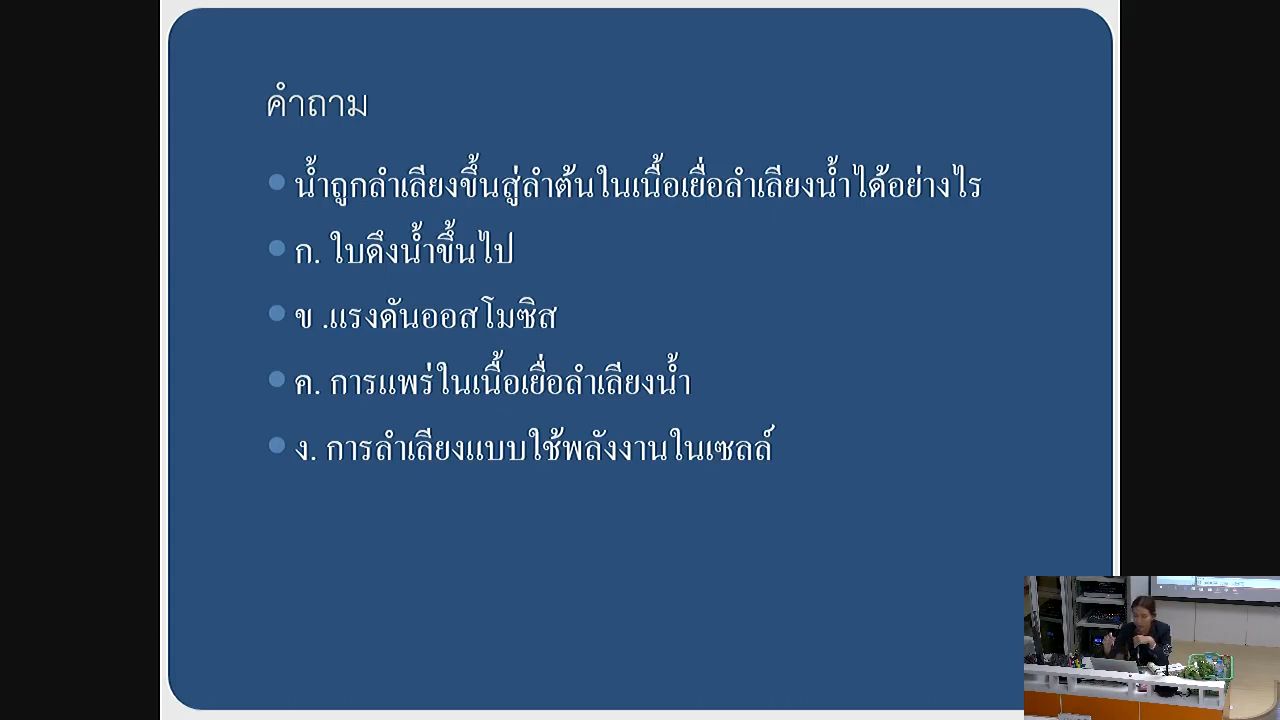 คำถาม
น้ำถูกลำเลียงขึ้นสู่ลำต้นในเนื้อเยื่อลำเลียงน้ำได้อย่างไร
ก. ใบดึงน้ำขึ้นไป
ข .แรงดันออสโมซิส
ค. การแพร่ในเนื้อเยื่อลำเลียงน้ำ
ง. การลำเลียงแบบใช้พลังงานในเซลล์